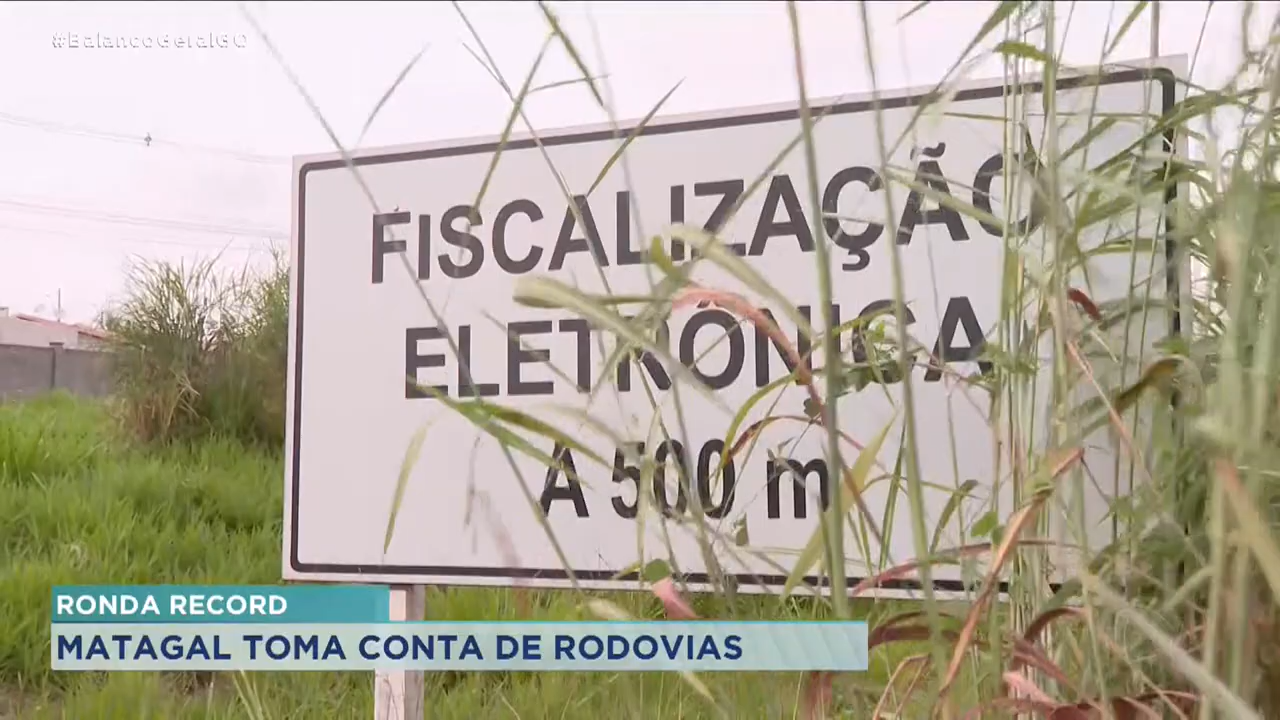 #BalancoGeralGO
FISCALIZAÇÃO
ELETRÔNICA
A 500 m
RONDA RECORD
MATAGAL TOMA CONTA DE RODOVIAS